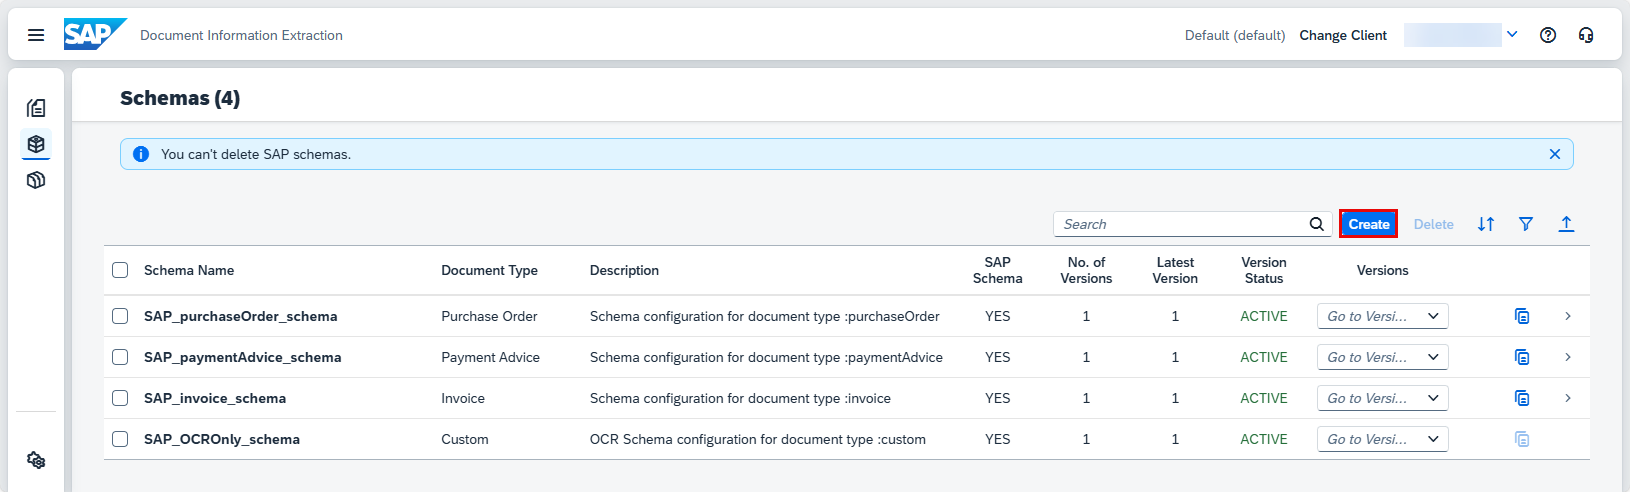 SAP Document Information Extraction Default (default) Change Client
Schemas (4)
You can't delete SAP schemas.
Search Create Delete
Schema Name Document Type Description SAP Schema No. of Versions Latest Version Version Status Versions
SAP_purchaseOrder_schema Purchase Order Schema configuration for document type :purchaseOrder YES 1 1 ACTIVE Go to Versi...
SAP_paymentAdvice_schema Payment Advice Schema configuration for document type :paymentAdvice YES 1 1 ACTIVE Go to Versi...
SAP_invoice_schema Invoice Schema configuration for document type :invoice YES 1 1 ACTIVE Go to Versi...
SAP_OCROnly_schema Custom OCR Schema configuration for document type :custom YES 1 1 ACTIVE Go to Versi...